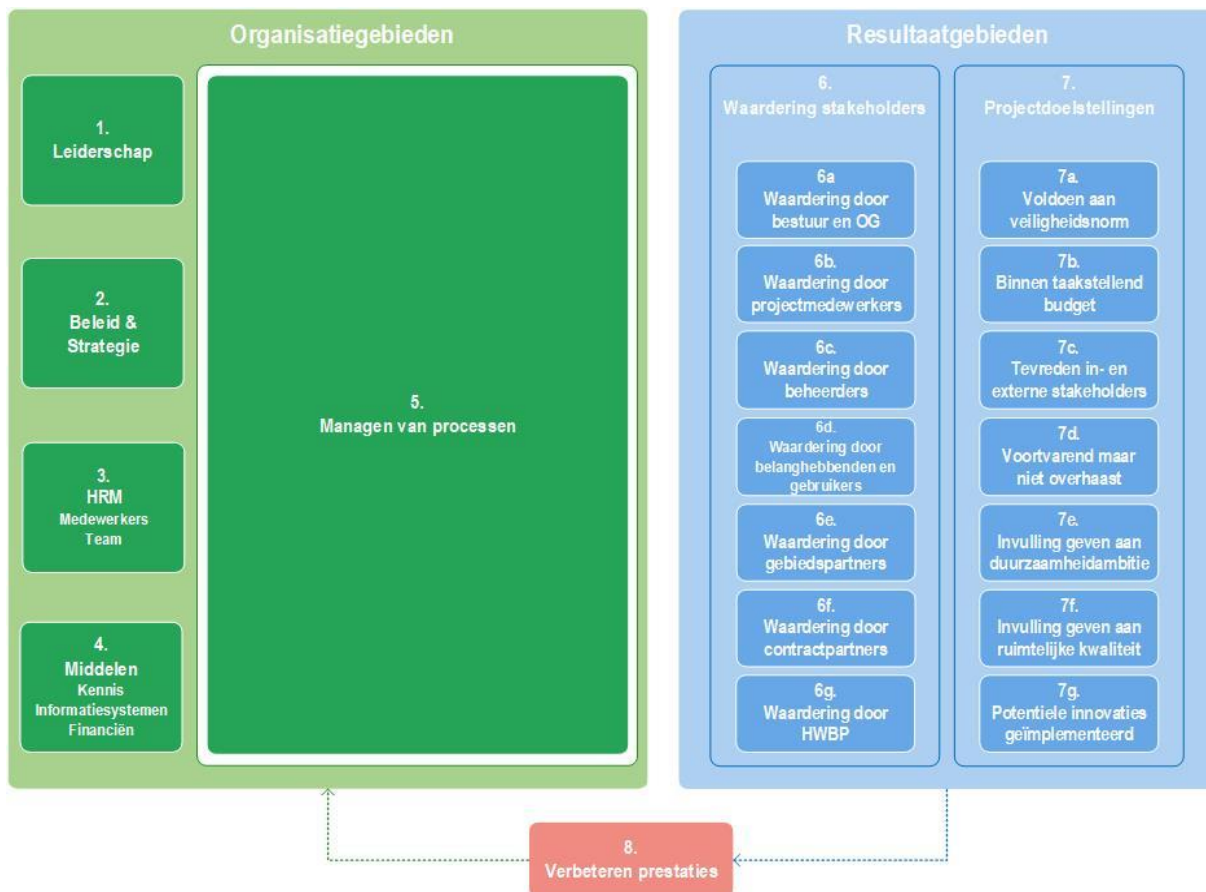 Organisatiegebieden
1.
Leiderschap
2.
Beleid &
Strategie
3.
HRM
Medewerkers
Team
4.
Middelen
Kennis
Informatiesystemen
Financiën
5.
Managen van processen
Resultaatgebieden
6.
Waardering stakeholders
6a
Waardering door
bestuur en OG
6b.
Waardering door
projectmedewerkers
6c.
Waardering door
beheerders
6d.
Waardering door
belanghebbenden en
gebruikers
6e.
Waardering door
gebiedspartners
6f.
Waardering door
contractpartners
6g.
Waardering door
HWBP
7.
Projectdoelstellingen
7a.
Voldoen aan
veiligheidsnorm
7b.
Binnen taakstellend
budget
7c.
Tevreden in- en
externe stakeholders
7d.
Voortvarend maar
niet overhaast
7e.
Invulling geven aan
duurzaamheidambitie
7f.
Invulling geven aan
ruimtelijke kwaliteit
7g.
Potentiele innovaties
geïmplementeerd
8.
Verbeteren prestaties